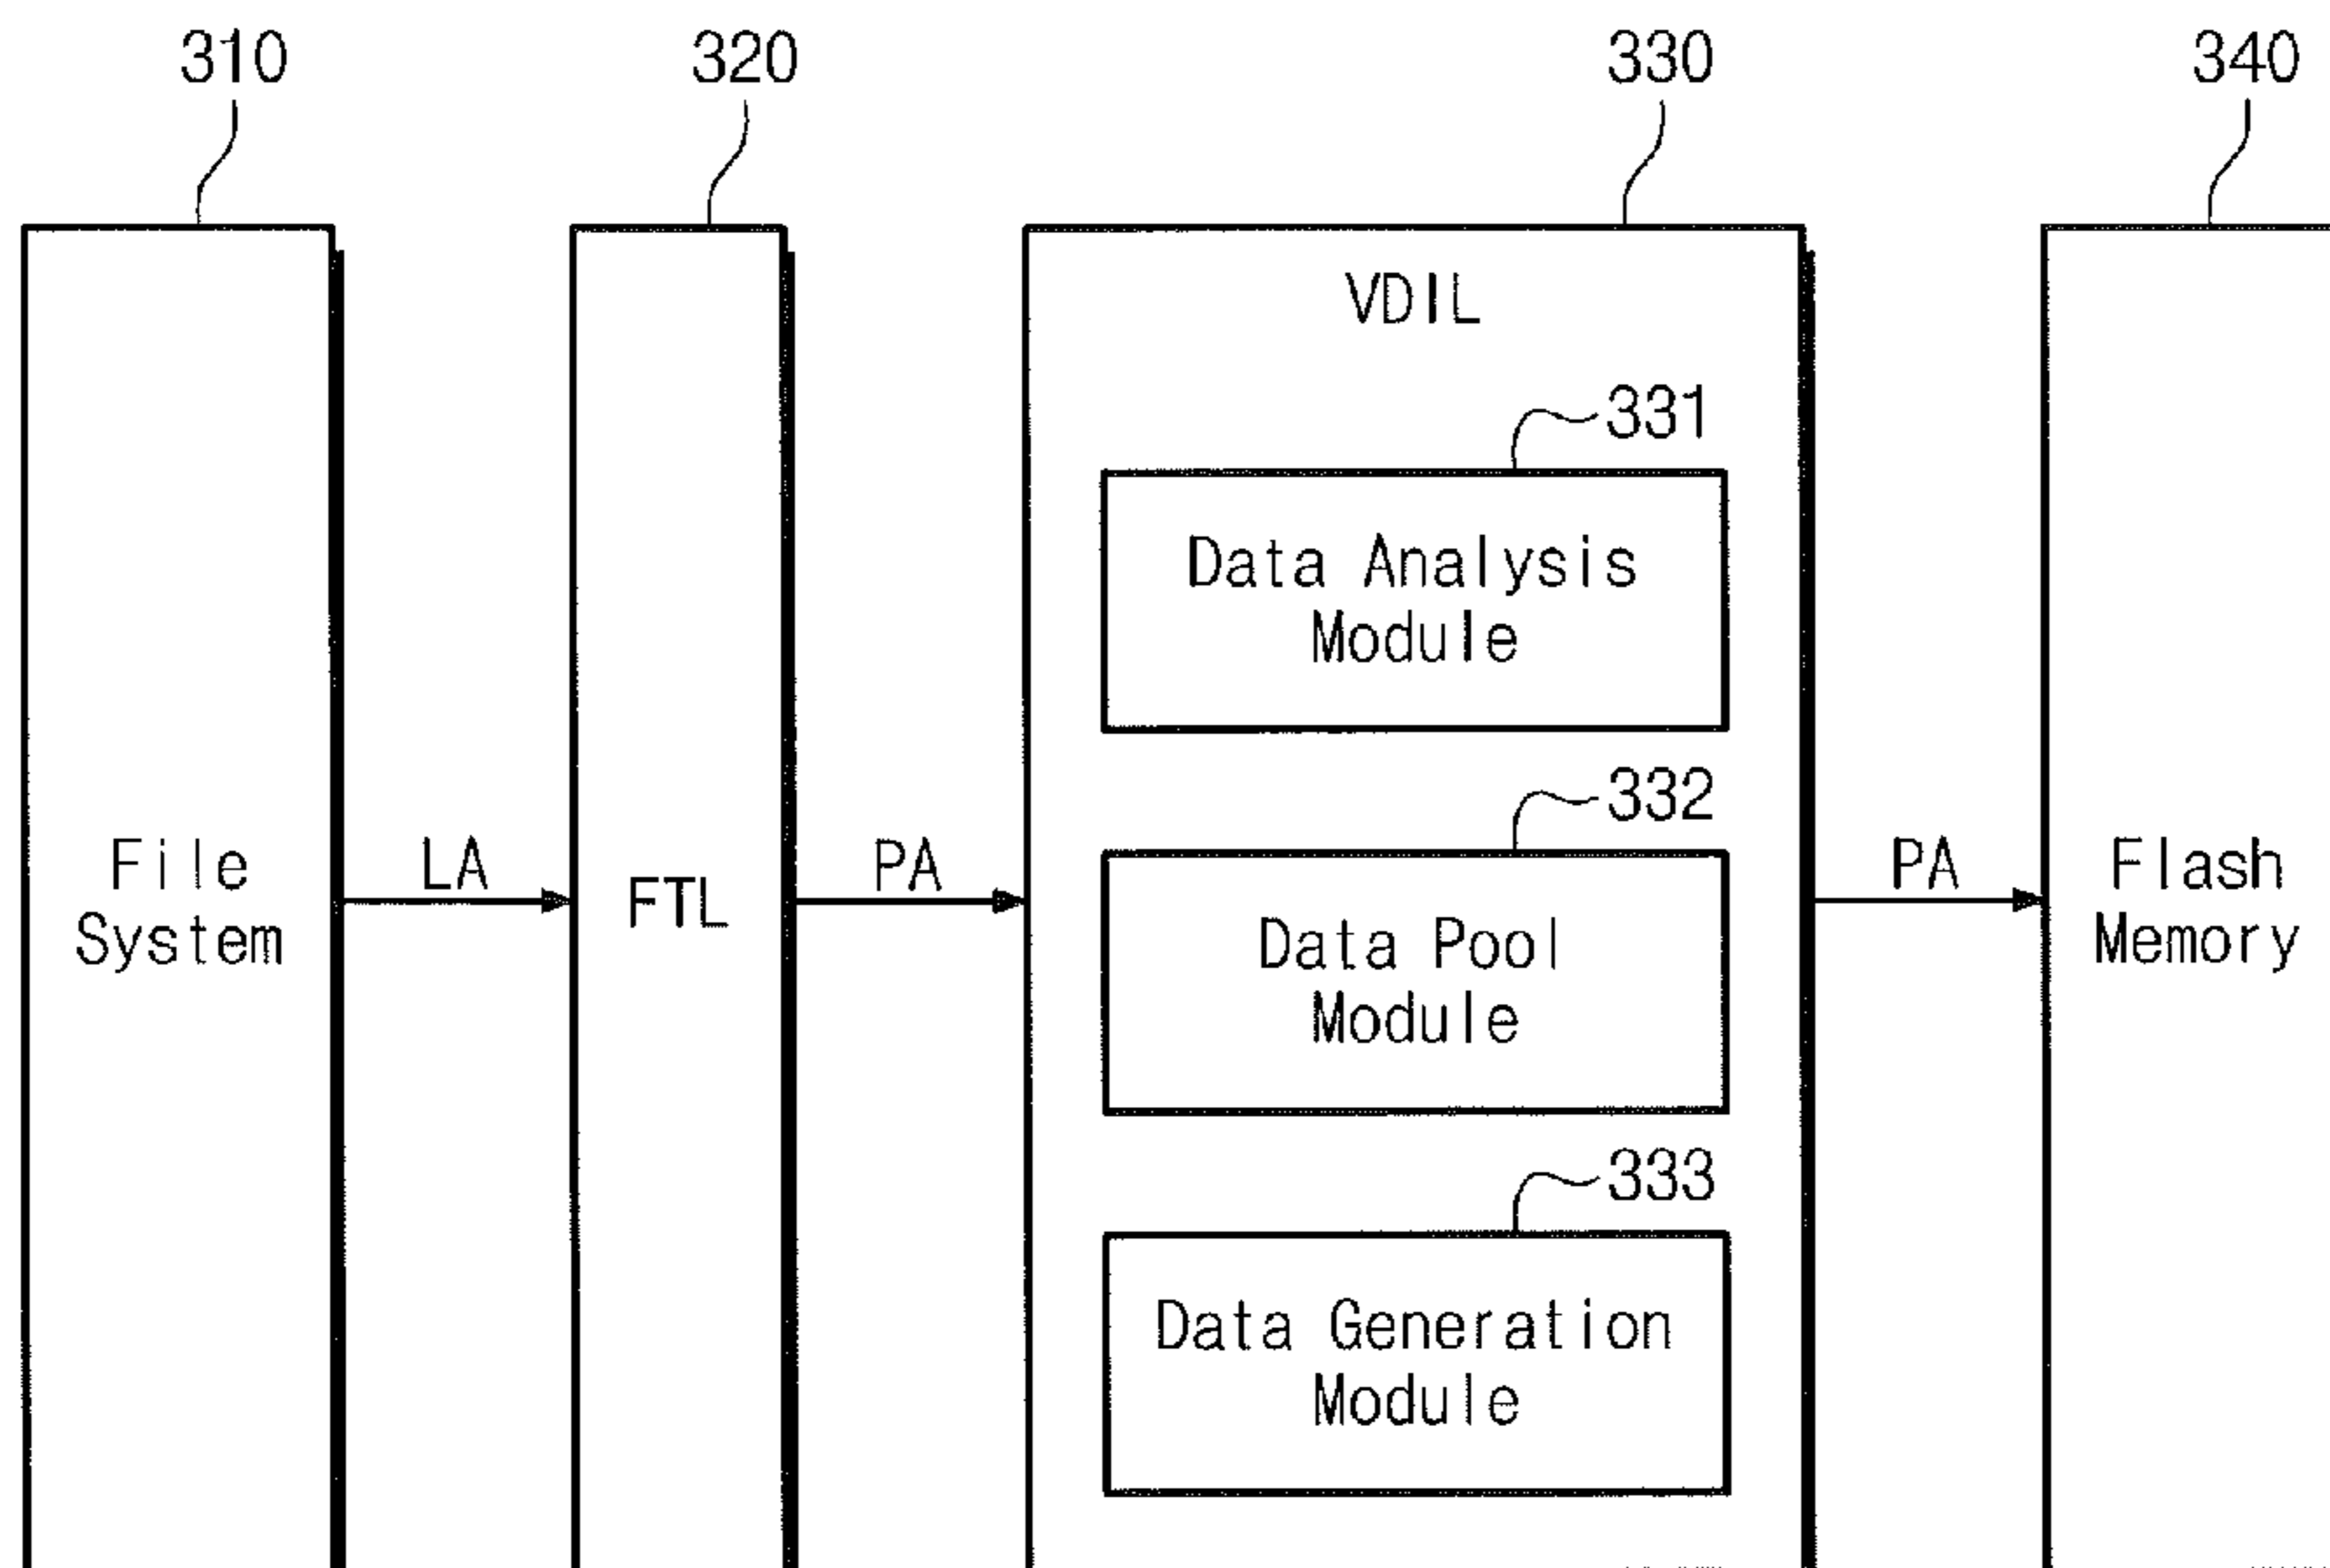 310
320
330
340
VDIL
331
Data Analysis
Module
332
File
System
LA
FTL
PA
Data Pool
Module
PA
Flash
Memory
333
Data Generation
Module